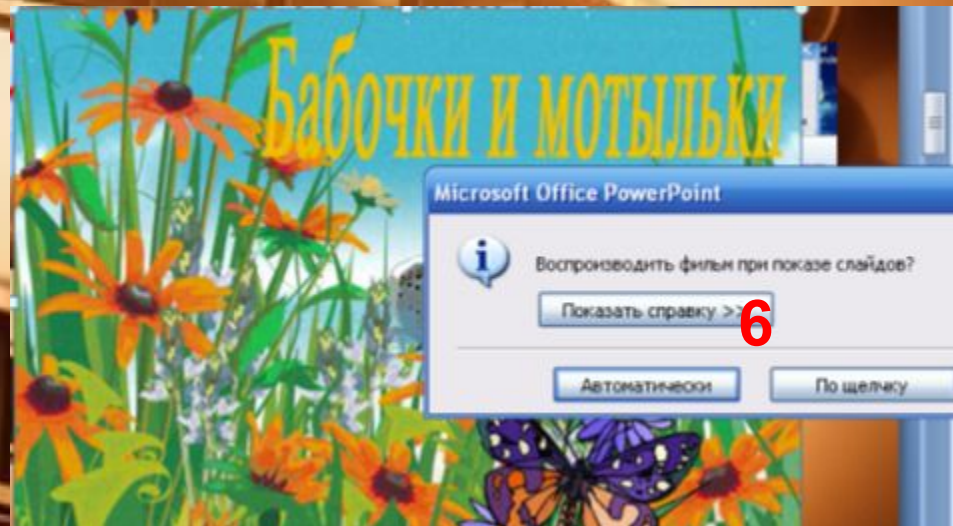 Бабочки и мотыльки
Microsoft Office PowerPoint
Воспроизводить фильм при показе слайдов?
Показать справку >>
6
Автоматически
По щелчку